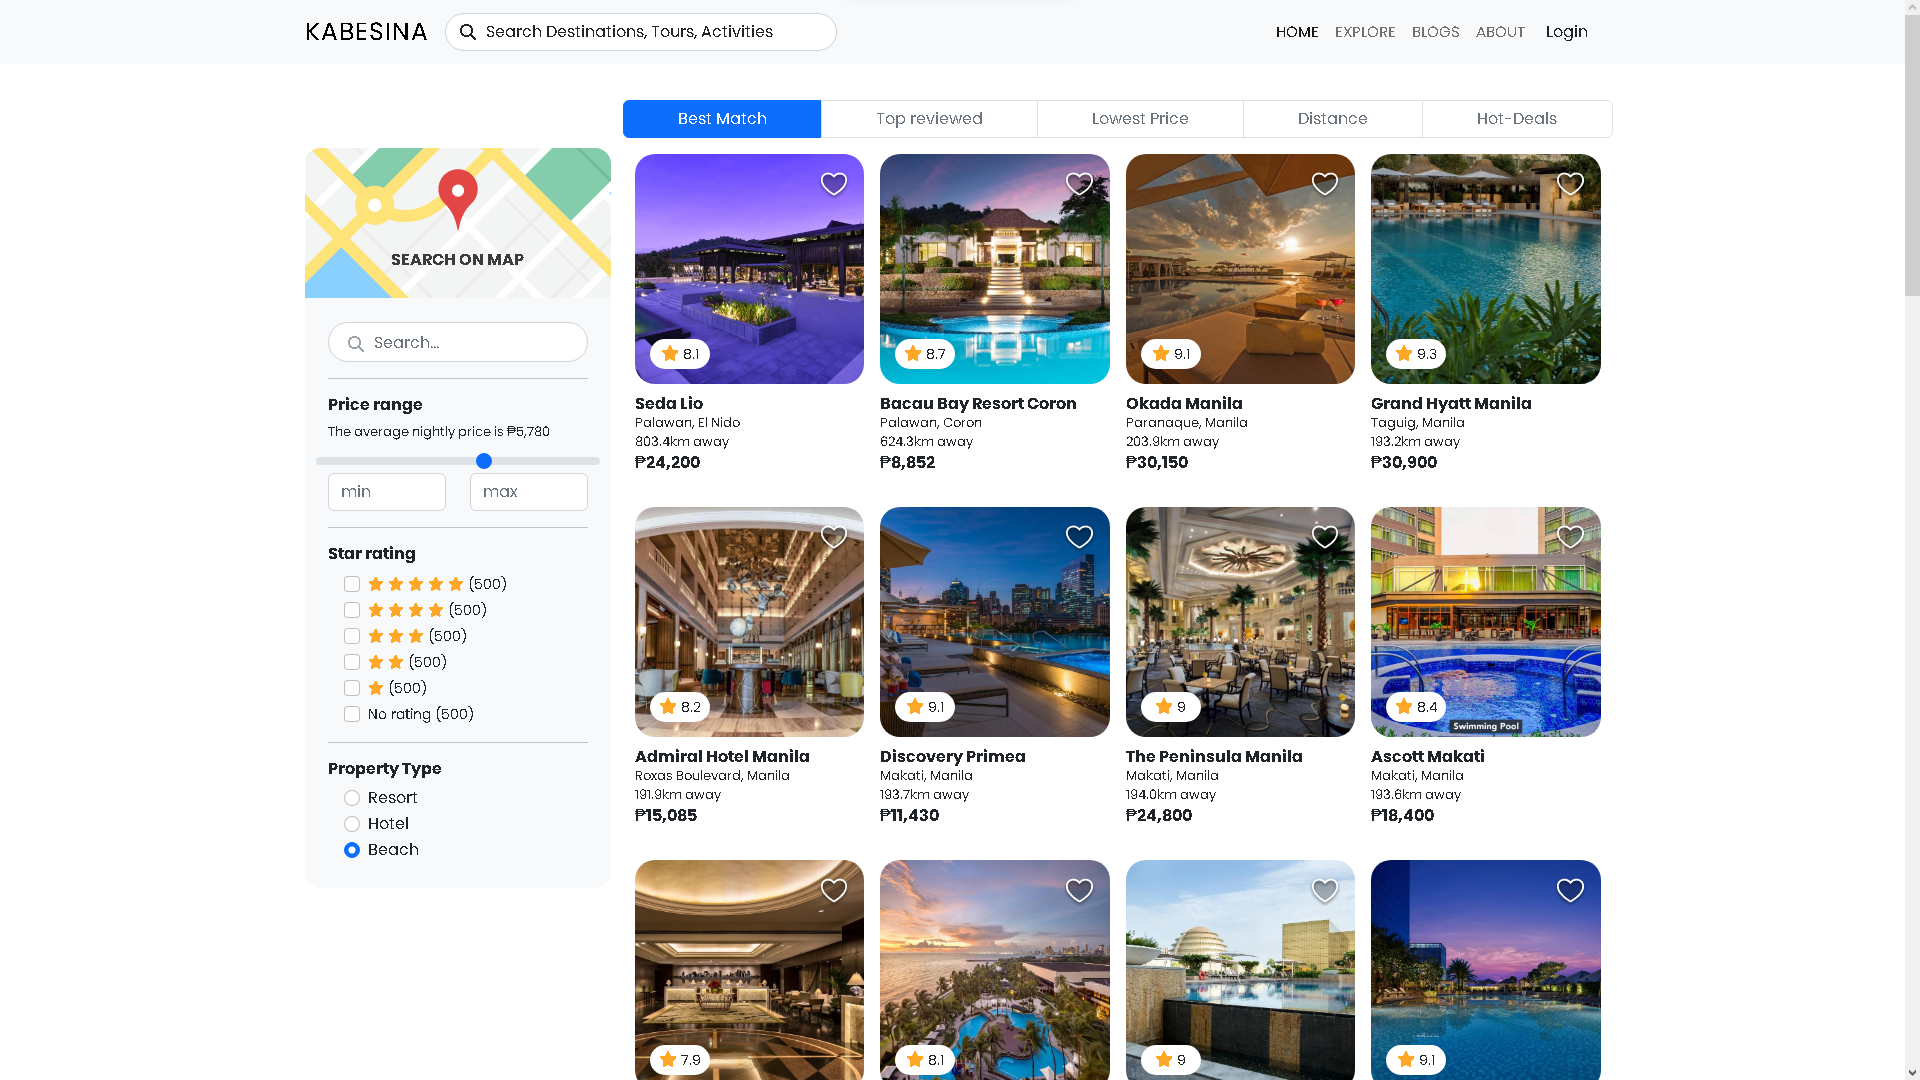 KABESINA
Search Destinations, Tours, Activities
HOME
EXPLORE
BLOGS
ABOUT
Login
Best Match
Top reviewed
Lowest Price
Distance
Hot-Deals
SEARCH ON MAP
Search...
Price range
The average nightly price is ₱5,780
min
max
Star rating
(500)
(500)
(500)
(500)
(500)
No rating (500)
Property Type
Resort
Hotel
Beach
8.1
Seda Lio
Palawan, El Nido
803.4km away
₱24,200
8.7
Bacau Bay Resort Coron
Palawan, Coron
624.3km away
₱8,852
9.1
Okada Manila
Paranaque, Manila
203.9km away
₱30,150
9.3
Grand Hyatt Manila
Taguig, Manila
193.2km away
₱30,900
8.2
Admiral Hotel Manila
Roxas Boulevard, Manila
191.9km away
₱15,085
9.1
Discovery Primea
Makati, Manila
193.7km away
₱11,430
9
The Peninsula Manila
Makati, Manila
194.0km away
₱24,800
8.4
Swimming Pool
Ascott Makati
Makati, Manila
193.6km away
₱18,400
7.9
8.1
9
9.1